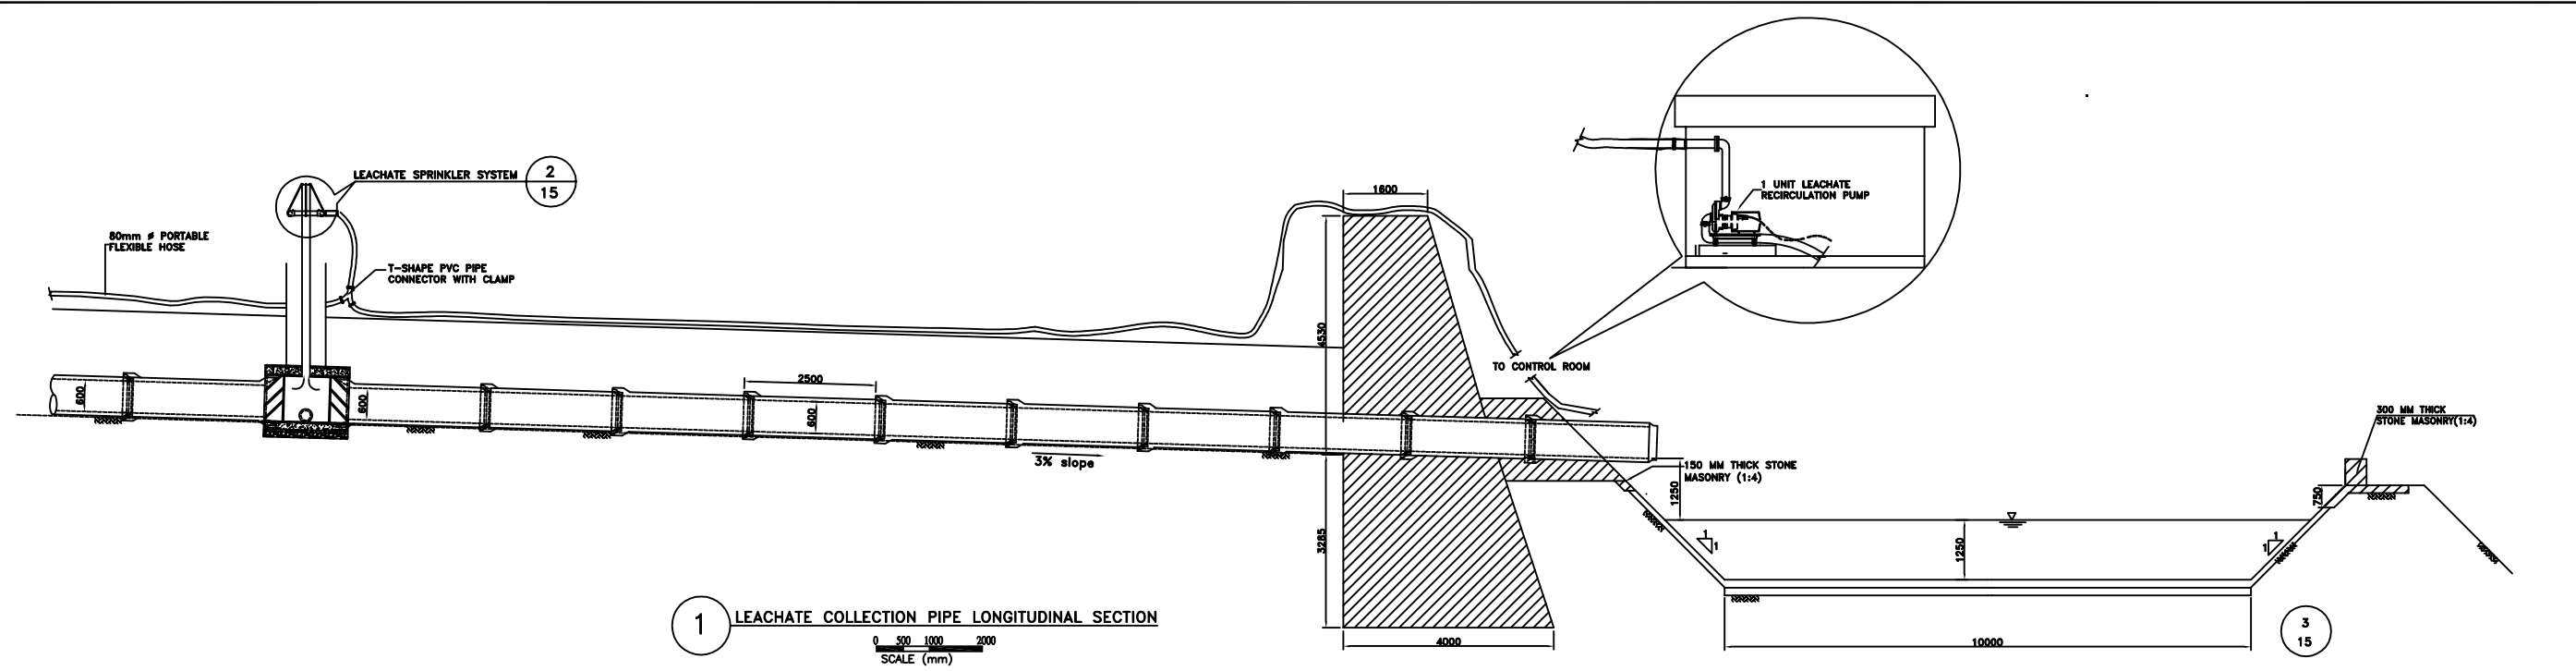 1600
1 UNIT LEACHATE
RECIRCULATION PUMP
LEACHATE SPRINKLER SYSTEM
2
15
80mm ø PORTABLE
FLEXIBLE HOSE
T-SHAPE PVC PIPE
CONNECTOR WITH CLAMP
4530
TO CONTROL ROOM
2500
600
600
600
3% slope
300 MM THICK
STONE MASONRY(1:4)
150 MM THICK STONE
MASONRY (1:4)
1250
750
3285
1
1
1250
1
1
1
LEACHATE COLLECTION PIPE LONGITUDINAL SECTION
0 500 1000 2000
SCALE (mm)
4000
10000
3
15